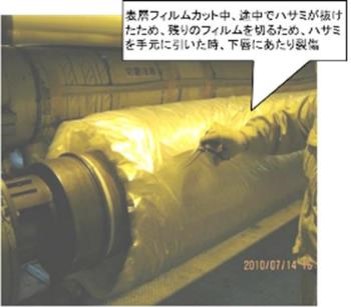 表層フィルムカット中、途中でハサミが抜け
たため、残りのフィルムを切るため、ハサミ
を手元に引いた時、下唇にあたり裂傷
2010/07/14 15